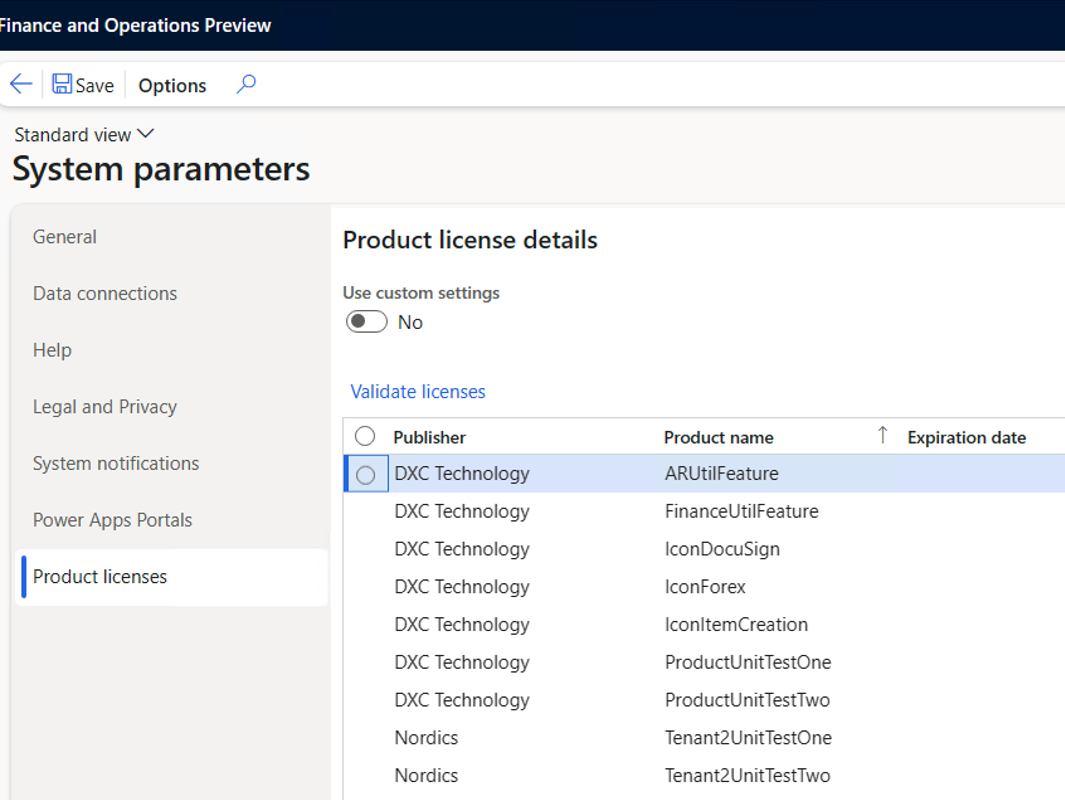 Finance and Operations Preview
Save Options
Standard view
System parameters
General
Data connections
Help
Legal and Privacy
System notifications
Power Apps Portals
Product licenses
Product license details
Use custom settings
No
Validate licenses
Publisher Product name Expiration date
DXC Technology ARUtilFeature
DXC Technology FinanceUtilFeature
DXC Technology IconDocuSign
DXC Technology IconForex
DXC Technology IconItemCreation
DXC Technology ProductUnitTestOne
DXC Technology ProductUnitTestTwo
Nordics Tenant2UnitTestOne
Nordics Tenant2UnitTestTwo